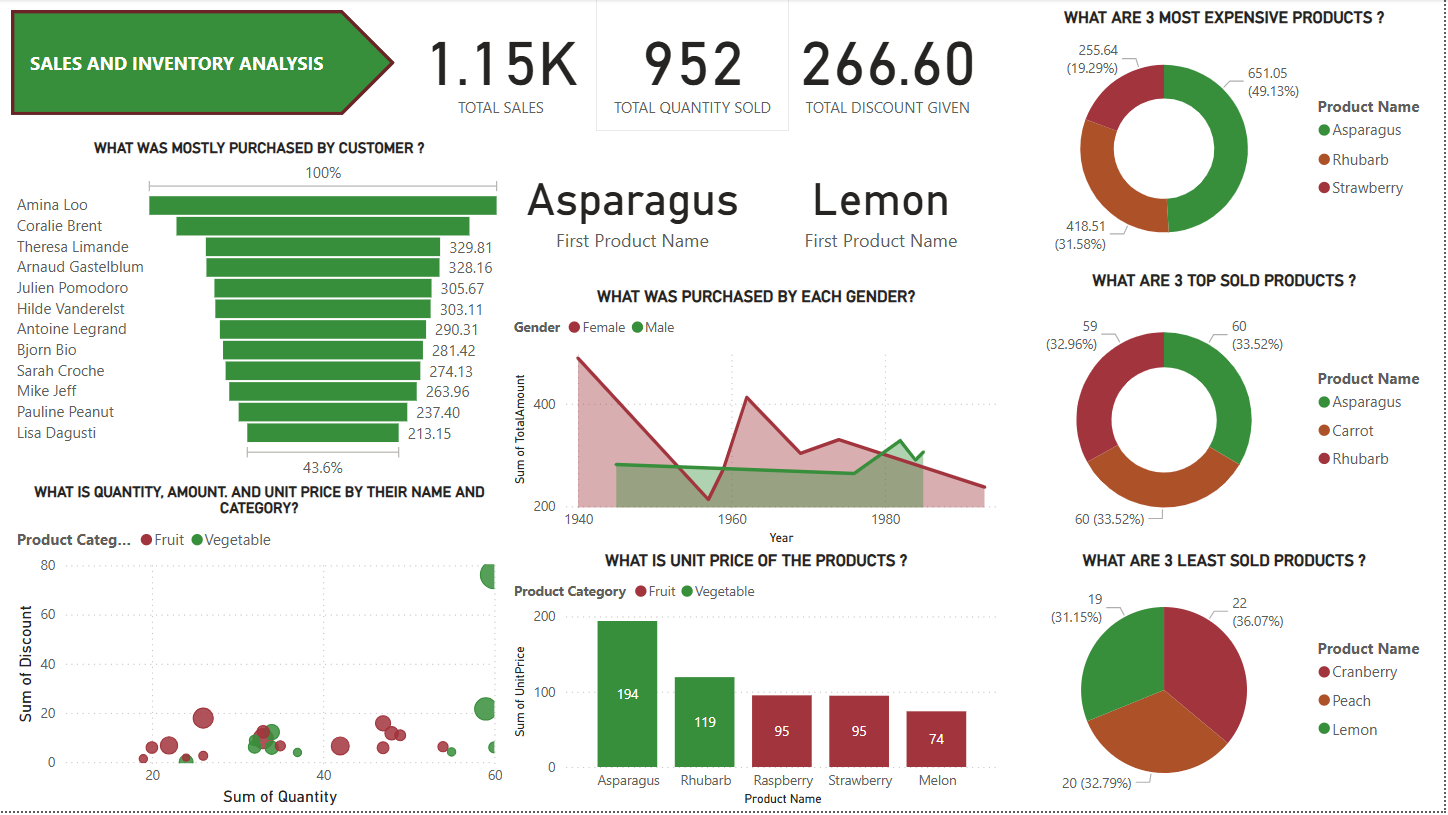 SALES AND INVENTORY ANALYSIS
1.15K
TOTAL SALES
952
TOTAL QUANTITY SOLD
266.60
TOTAL DISCOUNT GIVEN
WHAT WAS MOSTLY PURCHASED BY CUSTOMER ?
100%
Amina Loo
Coralie Brent
Theresa Limande 329.81
Arnaud Gastelblum 328.16
Julien Pomodoro 305.67
Hilde Vanderelst 303.11
Antoine Legrand 290.31
Bjorn Bio 281.42
Sarah Croche 274.13
Mike Jeff 263.96
Pauline Peanut 237.40
Lisa Dagusti 213.15
43.6%
Asparagus
First Product Name
Lemon
First Product Name
WHAT WAS PURCHASED BY EACH GENDER?
Gender Female Male
Sum of TotalAmount
400
200
1940 1960 1980
Year
WHAT IS QUANTITY, AMOUNT. AND UNIT PRICE BY THEIR NAME AND
CATEGORY?
Product Categ... Fruit Vegetable
Sum of Discount
80
60
40
20
0
20 40 60
Sum of Quantity
WHAT IS UNIT PRICE OF THE PRODUCTS ?
Product Category Fruit Vegetable
Sum of UnitPrice
200
100
0
194 119 95 95 74
Asparagus Rhubarb Raspberry Strawberry Melon
Product Name
WHAT ARE 3 MOST EXPENSIVE PRODUCTS ?
255.64
(19.29%)
651.05
(49.13%)
418.51
(31.58%)
Product Name
Asparagus
Rhubarb
Strawberry
WHAT ARE 3 TOP SOLD PRODUCTS ?
59
(32.96%)
60
(33.52%)
60 (33.52%)
Product Name
Asparagus
Carrot
Rhubarb
WHAT ARE 3 LEAST SOLD PRODUCTS ?
19
(31.15%)
22
(36.07%)
20 (32.79%)
Product Name
Cranberry
Peach
Lemon